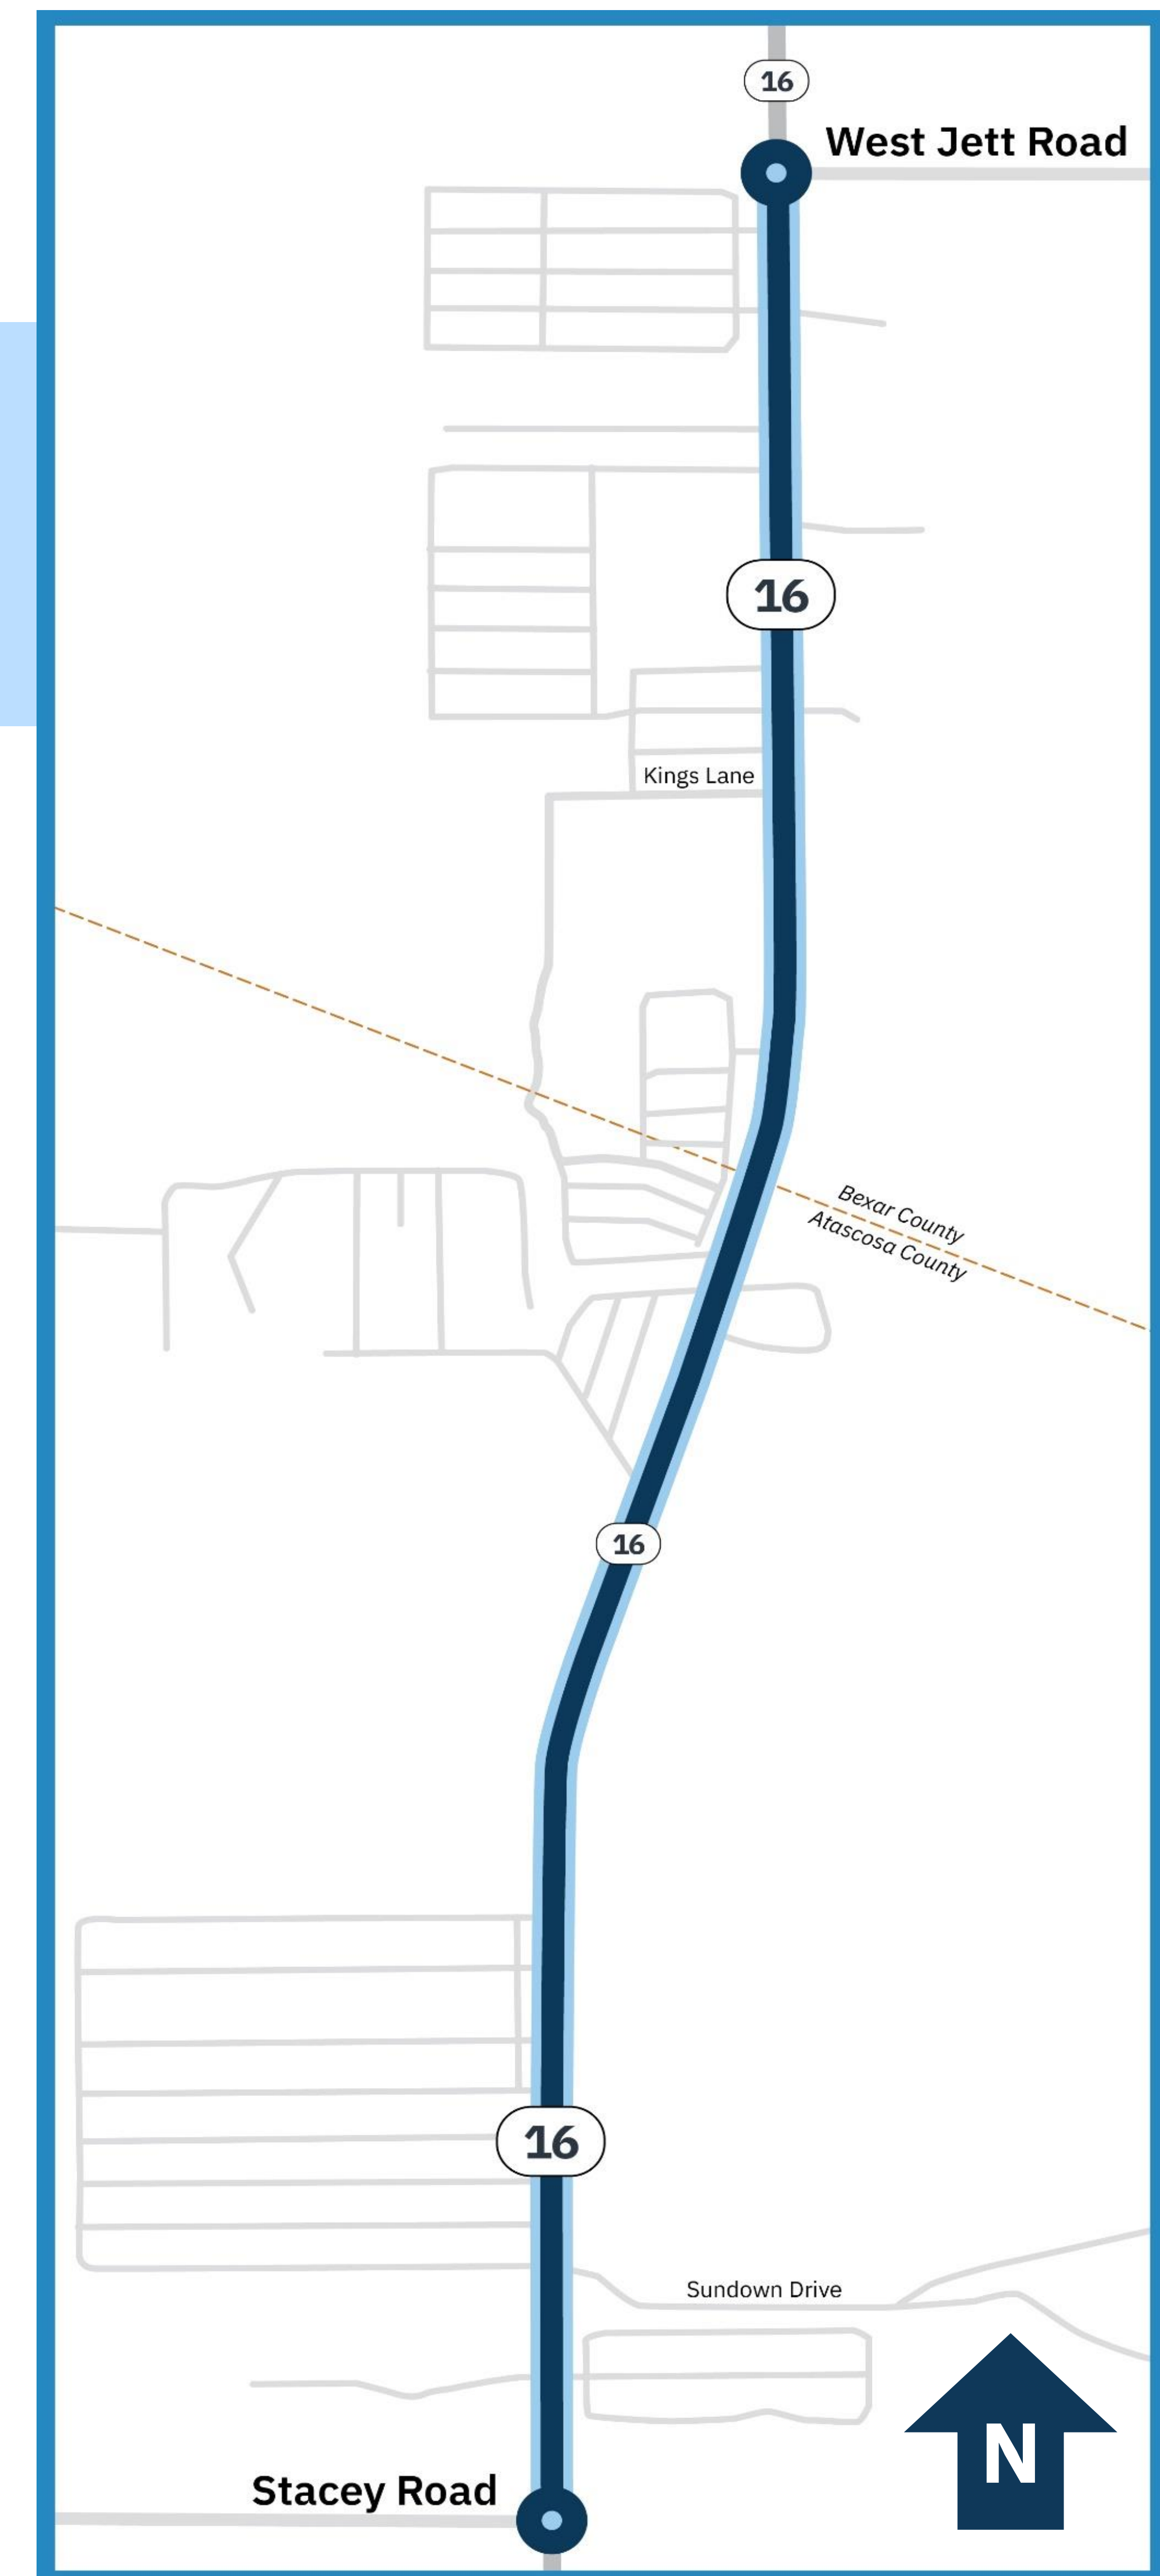 16
West Jett Road
16
Kings Lane
Bexar County
Atascosa County
16
16
Sundown Drive
N
Stacey Road